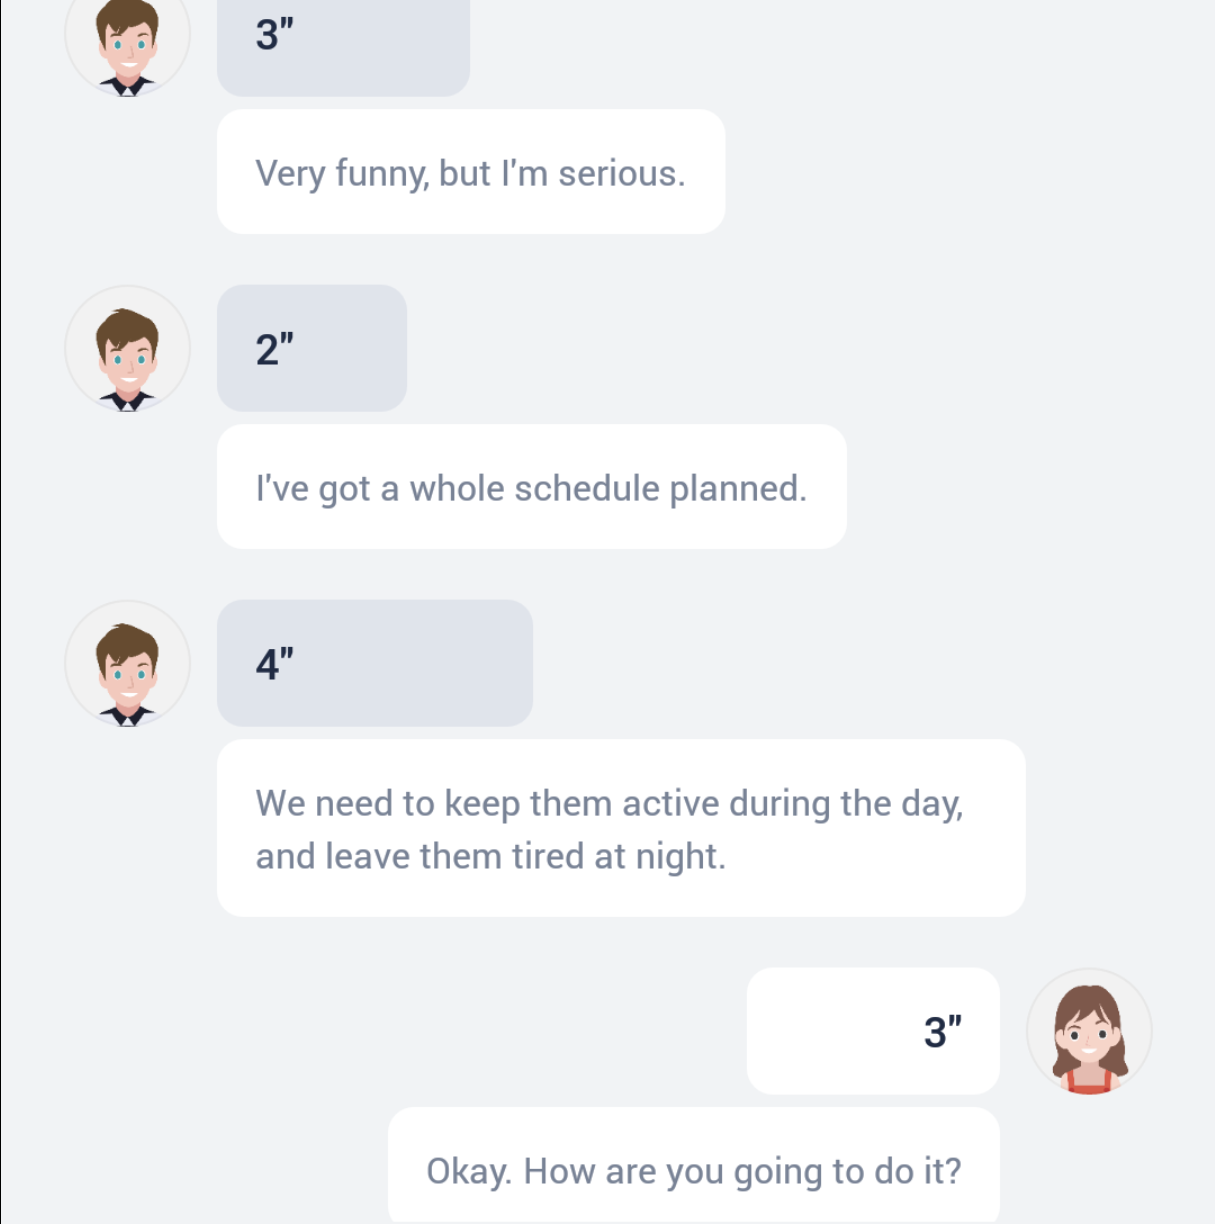 3"
Very funny, but I'm serious.
2"
I've got a whole schedule planned.
4"
We need to keep them active during the day,
and leave them tired at night.
3"
Okay. How are you going to do it?